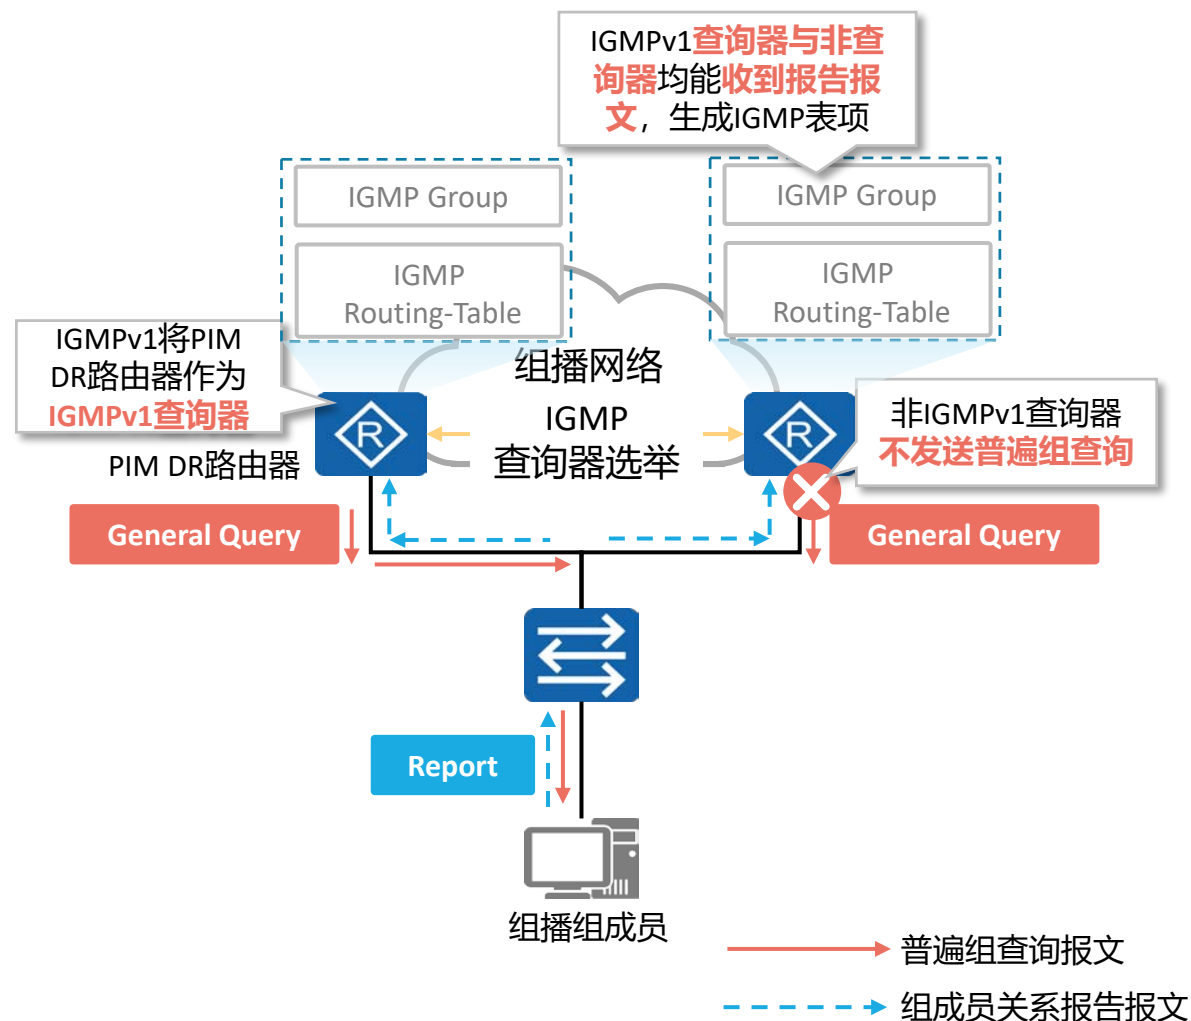 IGMPv1查询器与非查
询器均能收到报告报
文，生成IGMP表项
IGMP Group
IGMP
Routing-Table
IGMP Group
IGMP
Routing-Table
IGMPv1将PIM
DR路由器作为
IGMPv1查询器
组播网络
IGMP
查询器选举
R
R
非IGMPv1查询器
不发送普遍组查询
PIM DR路由器
General Query
General Query
Report
组播组成员
普遍组查询报文
组成员关系报告报文